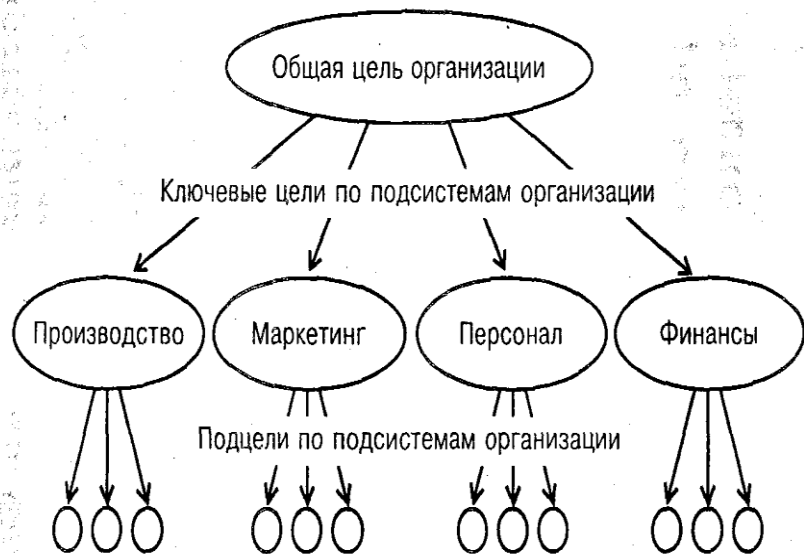 Общая цель организации
Ключевые цели по подсистемам организации
Производство
Маркетинг
Персонал
Финансы
Подцели по подсистемам организации